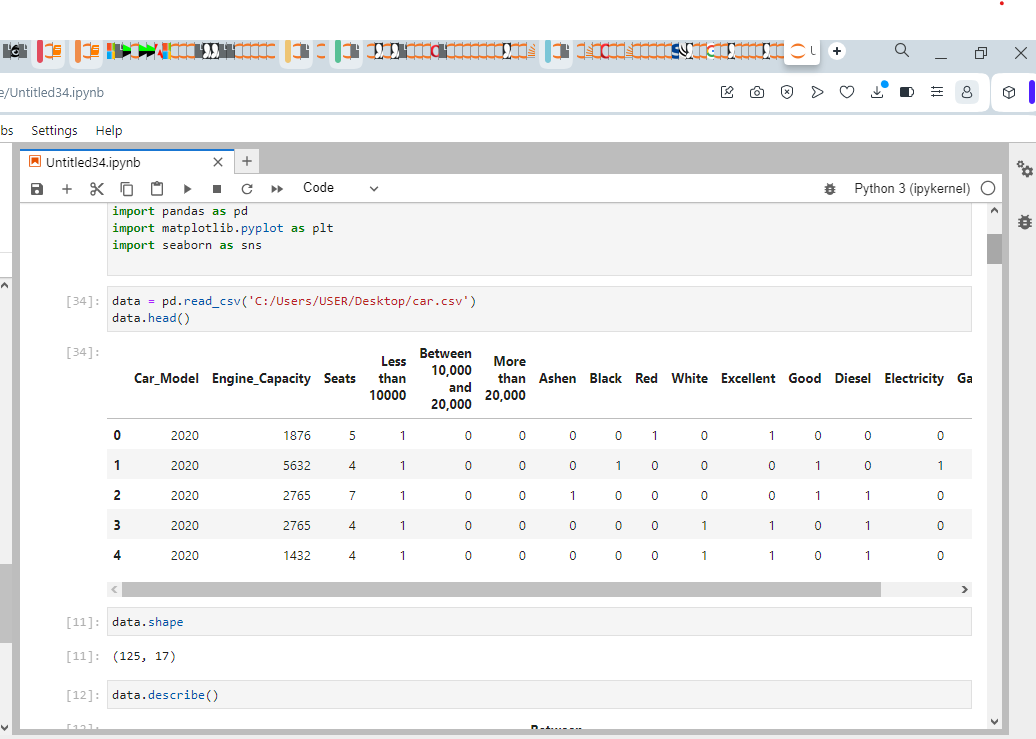 e/Untitled34.ipynb
bs Settings Help
Untitled34.ipynb
Code
Python 3 (ipykernel)
import pandas as pd
import matplotlib.pyplot as plt
import seaborn as sns
[34]: data = pd.read_csv('C:/Users/USER/Desktop/car.csv')
data.head()
[34]:
Car_Model Engine_Capacity Seats Less than 10000 Between 10,000 and 20,000 More than 20,000 Ashen Black Red White Excellent Good Diesel Electricity Ga
0 2020 1876 5 1 0 0 0 0 1 0 1 0 0 0
1 2020 5632 4 1 0 0 0 1 0 0 0 1 0 1
2 2020 2765 7 1 0 0 1 0 0 0 0 1 1 0
3 2020 2765 4 1 0 0 0 0 0 1 1 0 1 0
4 2020 1432 4 1 0 0 0 0 0 1 1 0 1 0
[11]: data.shape
[11]: (125, 17)
[12]: data.describe()
[12]:
Between